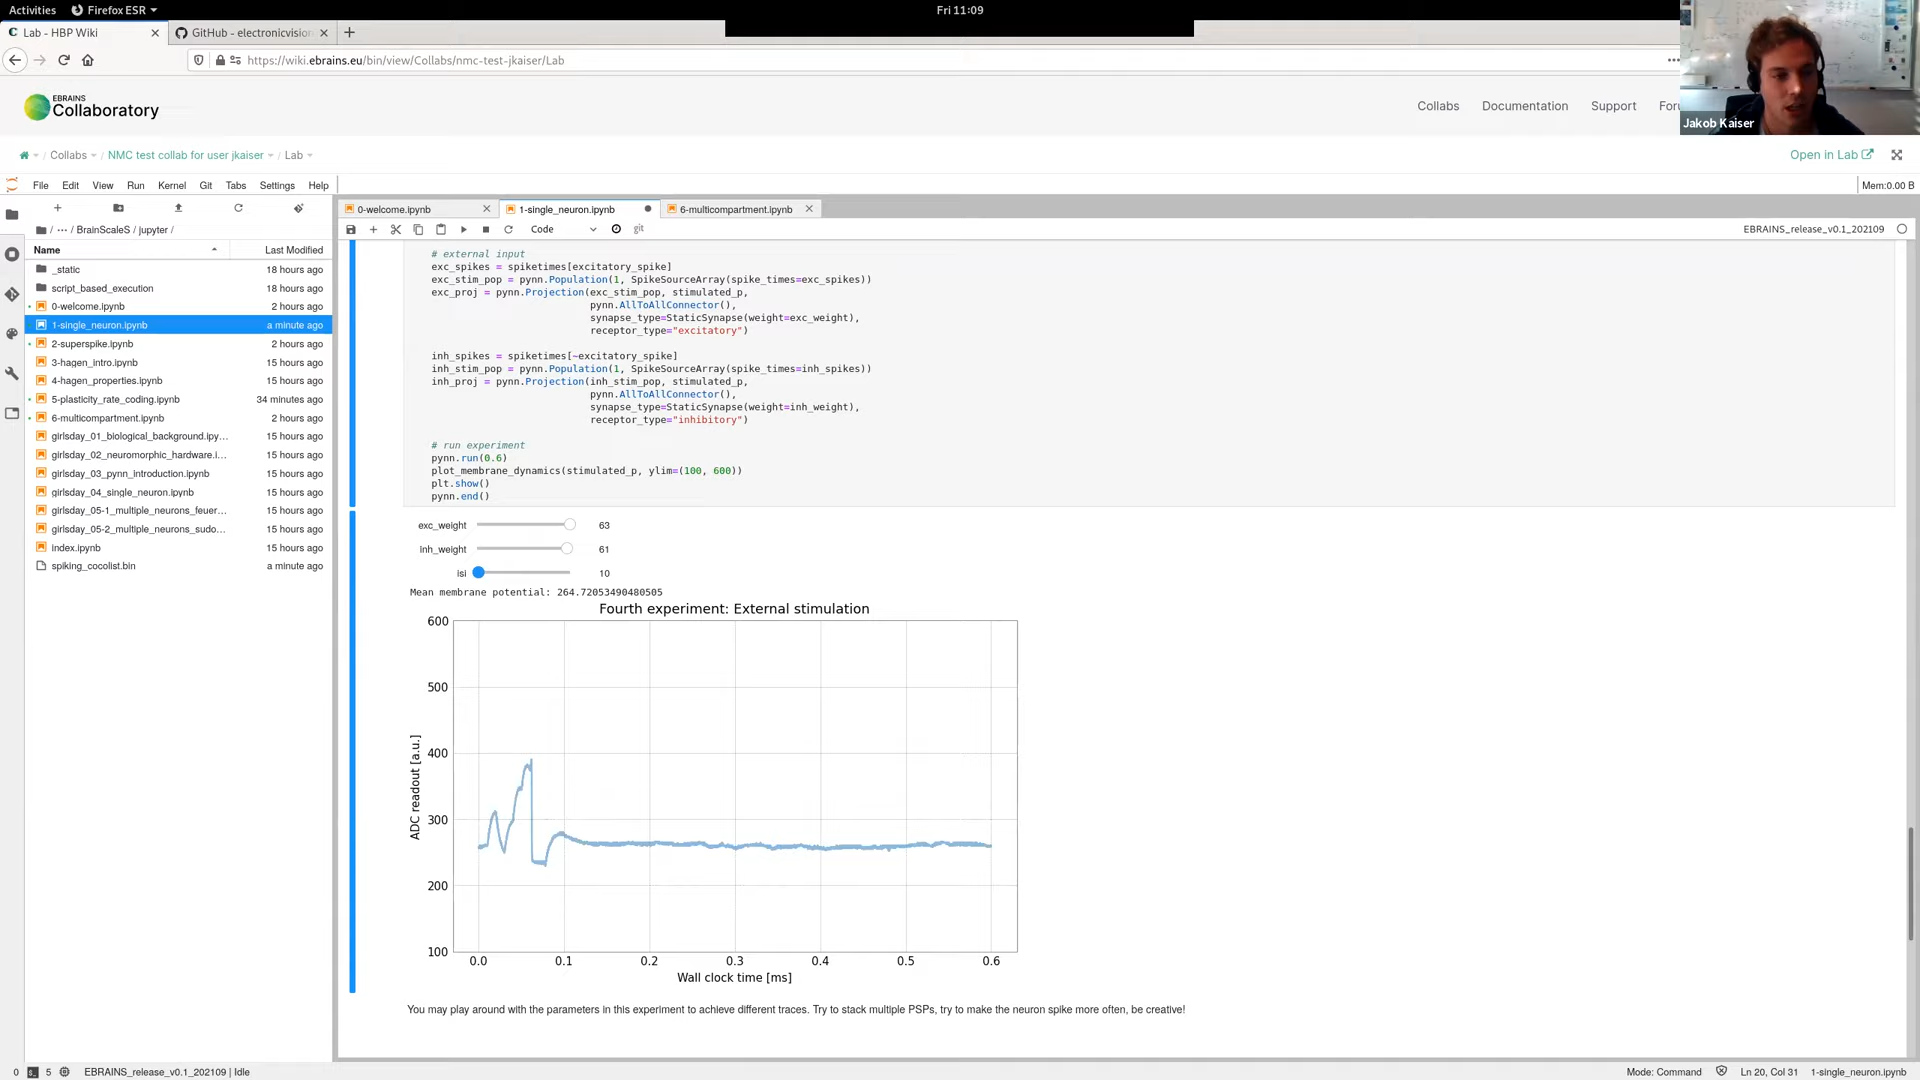 Activities
Firefox ESR
Fri 11:09
Lab - HBP Wiki
GitHub - electronicvision
https://wiki.ebrains.eu/bin/view/Collabs/nmc-test-jkaiser/Lab
Jakob Kaiser
EBRAINS
Collaboratory
Collabs
Documentation
Support
Foru
/ Collabs / NMC test collab for user jkaiser / Lab
Open in Lab
File Edit View Run Kernel Git Tabs Settings Help
Mem:0.00 B
0-welcome.ipynb
1-single_neuron.ipynb
6-multicompartment.ipynb
/ ··· / BrainScaleS / jupyter /
Code
git
EBRAINS_release_v0.1_202109
Name Last Modified
_static 18 hours ago
script_based_execution 18 hours ago
0-welcome.ipynb 2 hours ago
1-single_neuron.ipynb a minute ago
2-superspike.ipynb 2 hours ago
3-hagen_intro.ipynb 15 hours ago
4-hagen_properties.ipynb 15 hours ago
5-plasticity_rate_coding.ipynb 34 minutes ago
6-multicompartment.ipynb 2 hours ago
girlsday_01_biological_background.ipy... 15 hours ago
girlsday_02_neuromorphic_hardware.i... 15 hours ago
girlsday_03_pynn_introduction.ipynb 15 hours ago
girlsday_04_single_neuron.ipynb 15 hours ago
girlsday_05-1_multiple_neurons_feuer... 15 hours ago
girlsday_05-2_multiple_neurons_sudo... 15 hours ago
index.ipynb 15 hours ago
spiking_cocolist.bin a minute ago
# external input
exc_spikes = spiketimes[excitatory_spike]
exc_stim_pop = pynn.Population(1, SpikeSourceArray(spike_times=exc_spikes))
exc_proj = pynn.Projection(exc_stim_pop, stimulated_p,
pynn.AllToAllConnector(),
synapse_type=StaticSynapse(weight=exc_weight),
receptor_type="excitatory")
inh_spikes = spiketimes[~excitatory_spike]
inh_stim_pop = pynn.Population(1, SpikeSourceArray(spike_times=inh_spikes))
inh_proj = pynn.Projection(inh_stim_pop, stimulated_p,
pynn.AllToAllConnector(),
synapse_type=StaticSynapse(weight=inh_weight),
receptor_type="inhibitory")
# run experiment
pynn.run(0.6)
plot_membrane_dynamics(stimulated_p, ylim=(100, 600))
plt.show()
pynn.end()
exc_weight 63
inh_weight 61
isi 10
Mean membrane potential: 264.72053490480505
Fourth experiment: External stimulation
600
500
400
300
200
100
ADC readout [a.u.]
0.0 0.1 0.2 0.3 0.4 0.5 0.6
Wall clock time [ms]
You may play around with the parameters in this experiment to achieve different traces. Try to stack multiple PSPs, try to make the neuron spike more often, be creative!
0
5
EBRAINS_release_v0.1_202109 | Idle
Mode: Command
Ln 20, Col 31
1-single_neuron.ipynb